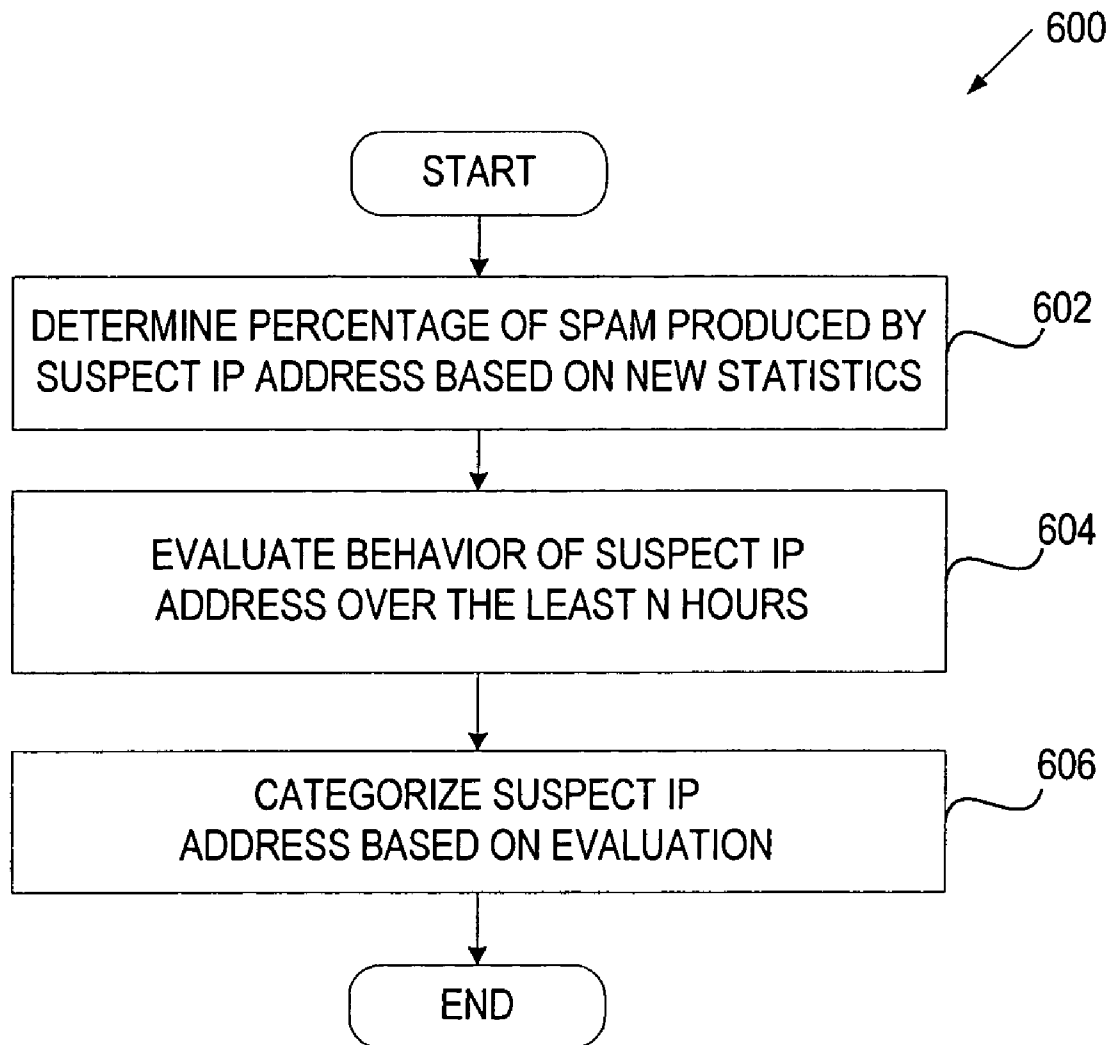 600
START
DETERMINE PERCENTAGE OF SPAM PRODUCED BY
SUSPECT IP ADDRESS BASED ON NEW STATISTICS
602
EVALUATE BEHAVIOR OF SUSPECT IP
ADDRESS OVER THE LEAST N HOURS
604
CATEGORIZE SUSPECT IP
ADDRESS BASED ON EVALUATION
606
END